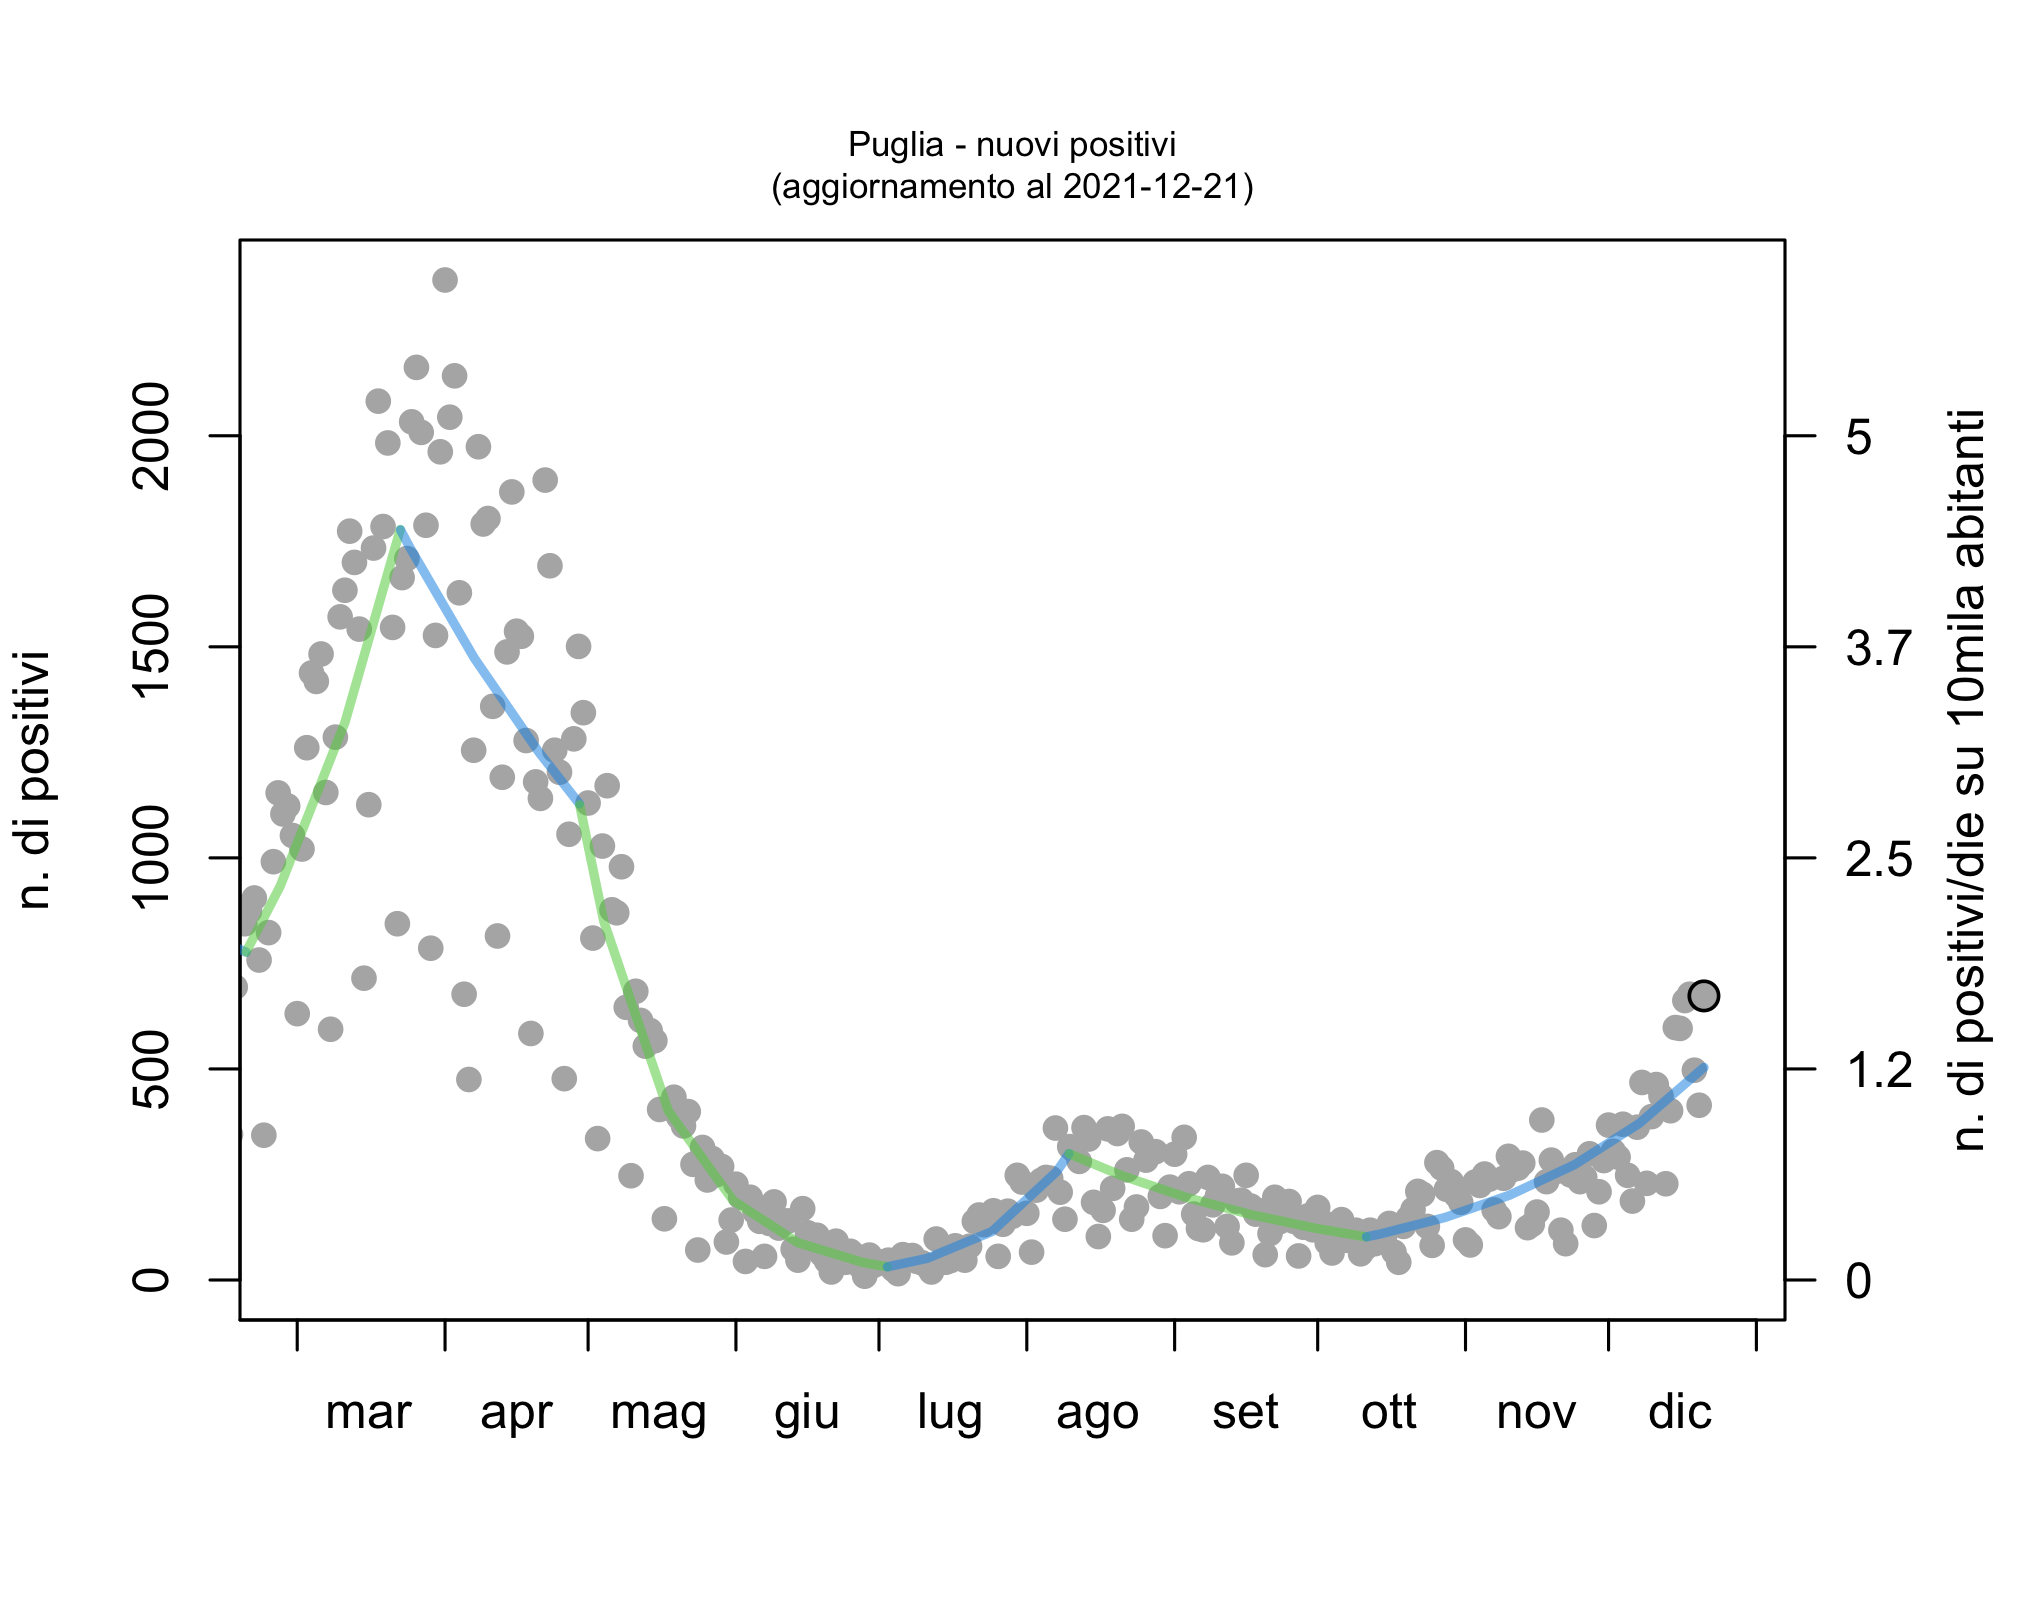 Puglia - nuovi positivi
(aggiornamento al 2021-12-21)
n. di positivi
2000
1500
1000
500
0
5
3.7
2.5
1.2
0
n. di positivi/die su 10mila abitanti
mar apr mag giu lug ago set ott nov dic